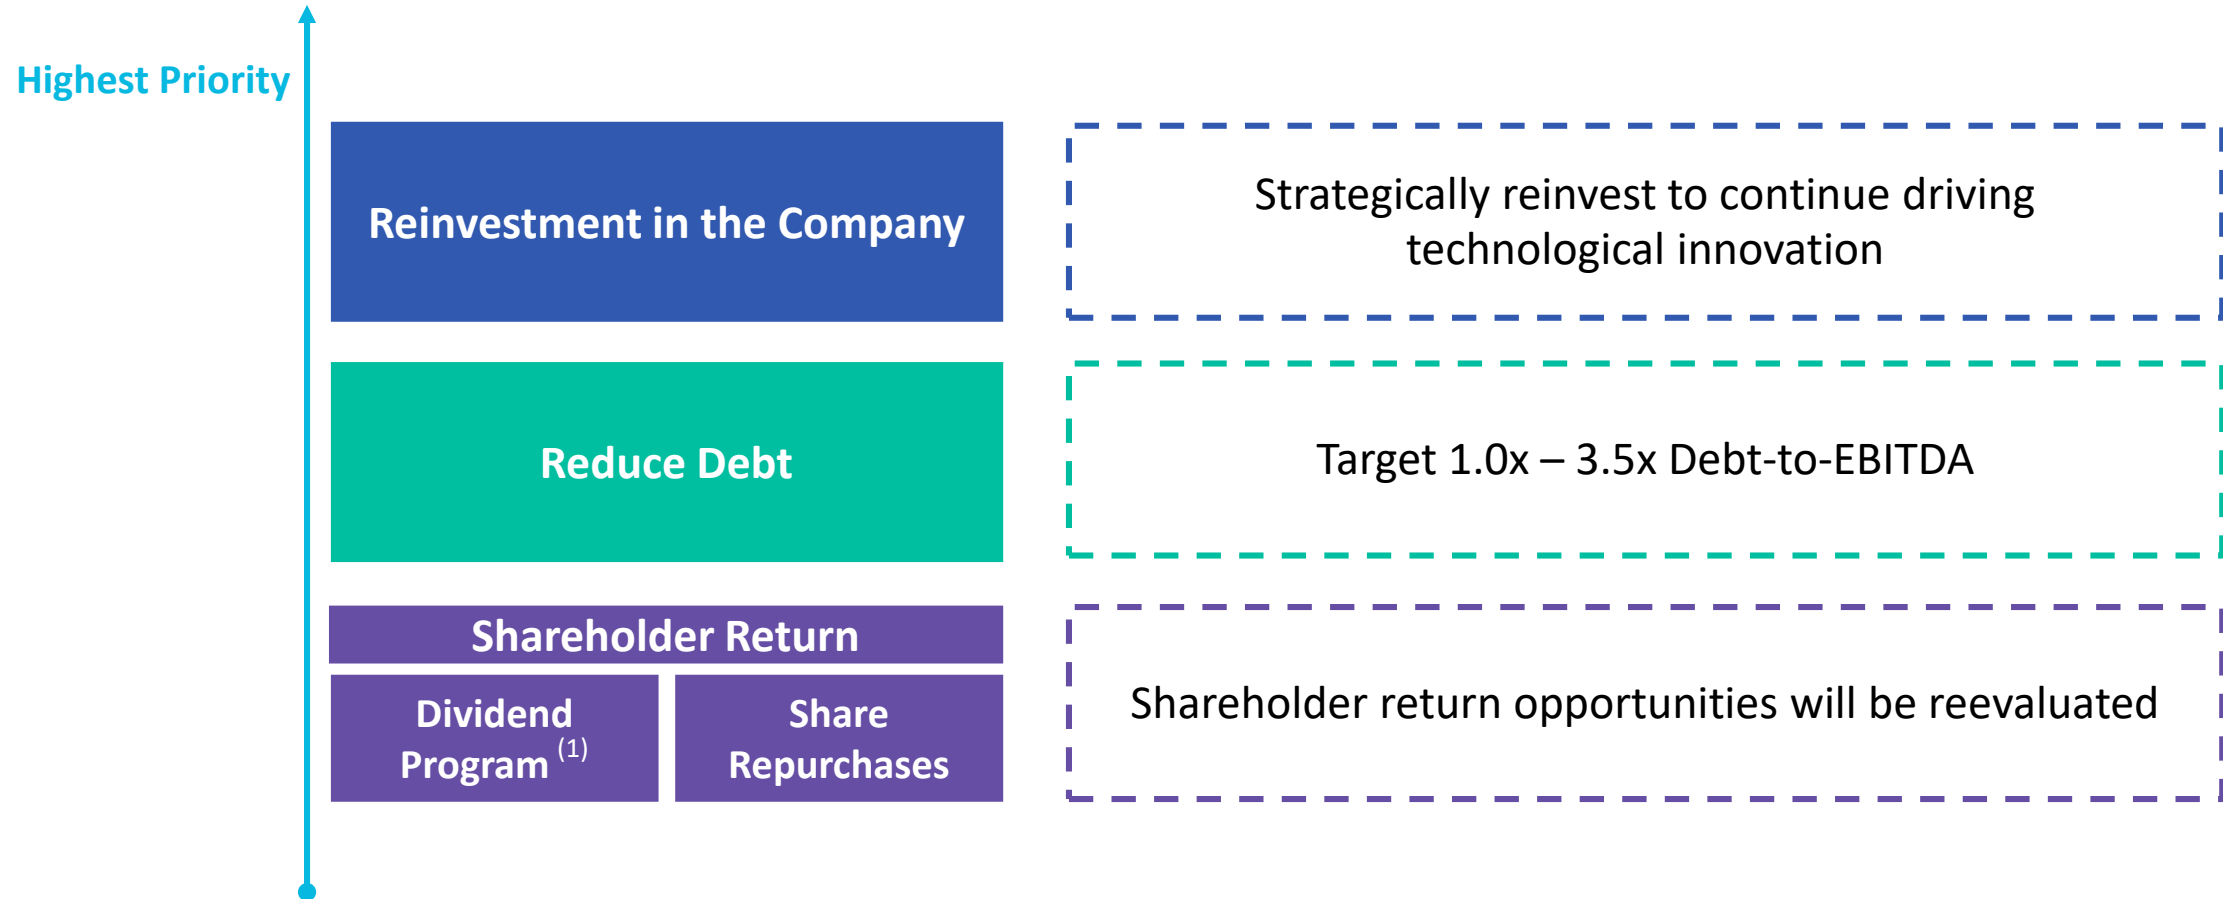 Highest Priority
Reinvestment in the Company
Strategically reinvest to continue driving
technological innovation
Reduce Debt
Target 1.0x – 3.5x Debt-to-EBITDA
Shareholder Return
Dividend
Program (1)
Share
Repurchases
Shareholder return opportunities will be reevaluated